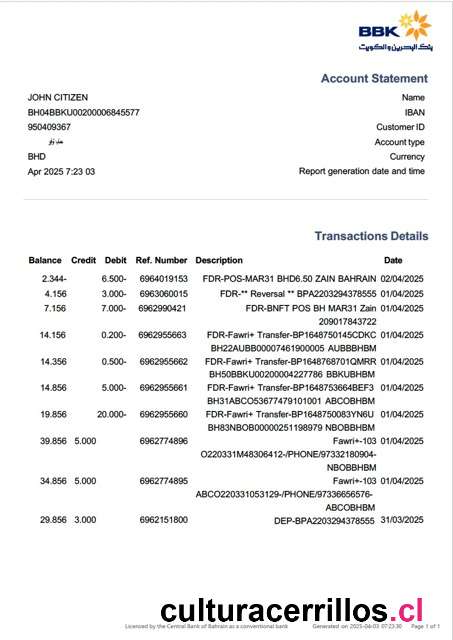 BBK
بنك البحرين والكويت
Account Statement
JOHN CITIZEN Name
BH04BBKU00200006845577 IBAN
950409367 Customer ID
Account type
BHD Currency
Apr 2025 7:23 03 Report generation date and time
Transactions Details
Balance Credit Debit Ref. Number Description Date
2.344- 6.500- 6964019153 FDR-POS-MAR31 BHD6.50 ZAIN BAHRAIN 02/04/2025
4.156 3.000- 6963060015 FDR-** Reversal ** BPA2203294378555 01/04/2025
7.156 7.000- 6962990421 FDR-BNFT POS BH MAR31 Zain 01/04/2025
209017843722
14.156 0.200- 6962955663 FDR-Fawri+ Transfer-BP1648750145CDKC 01/04/2025
BH22AUBB00007461900005 AUBBBHBM
14.356 0.500- 6962955662 FDR-Fawri+ Transfer-BP1648768701QMRR 01/04/2025
BH50BBKU00200004227786 BBKUBHBM
14.856 5.000- 6962955661 FDR-Fawri+ Transfer-BP1648753664BEF3 01/04/2025
BH31ABCO53677479101001 ABCOBHBM
19.856 20.000- 6962955660 FDR-Fawri+ Transfer-BP1648750083YN6U 01/04/2025
BH83NBOB00000251198979 NBOBBHBM
39.856 5.000 6962774896 Fawri+-103 01/04/2025
O220331M48306412-/PHONE/97332180904-
NBOBBHBM
34.856 5.000 6962774895 Fawri+-103 01/04/2025
ABCO220331053129-/PHONE/97336656576-
ABCOBHBM
29.856 3.000 6962151800 DEP-BPA2203294378555 31/03/2025
culturacerrillos.cl
Licenced by the Central Bank of Bahrain as a conventional bank Generated on 2025-04-03 07:23:30 Page 1 of 1